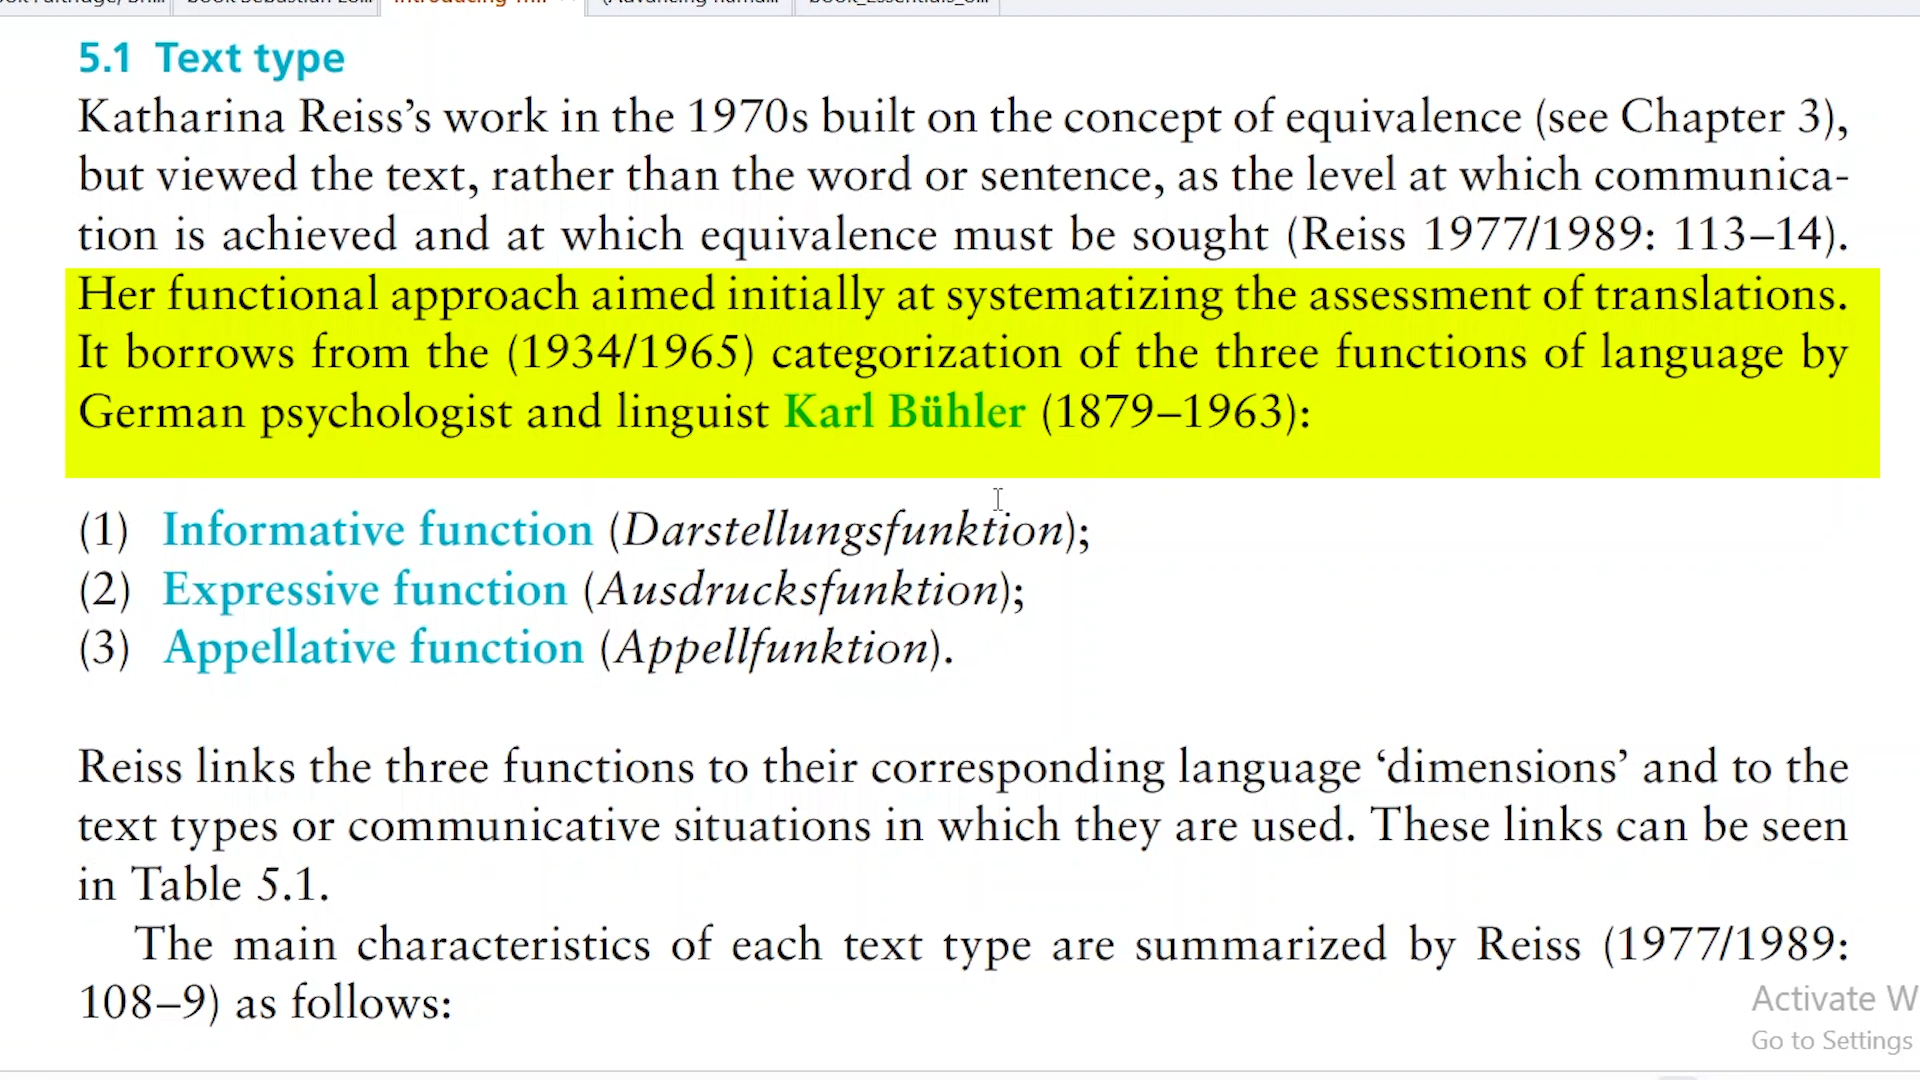 5.1 Text type
Katharina Reiss's work in the 1970s built on the concept of equivalence (see Chapter 3),
but viewed the text, rather than the word or sentence, as the level at which communica-
tion is achieved and at which equivalence must be sought (Reiss 1977/1989: 113–14).
Her functional approach aimed initially at systematizing the assessment of translations.
It borrows from the (1934/1965) categorization of the three functions of language by
German psychologist and linguist Karl Bühler (1879–1963):
(1) Informative function (Darstellungsfunktion);
(2) Expressive function (Ausdrucksfunktion);
(3) Appellative function (Appellfunktion).
Reiss links the three functions to their corresponding language ‘dimensions’ and to the
text types or communicative situations in which they are used. These links can be seen
in Table 5.1.
The main characteristics of each text type are summarized by Reiss (1977/1989:
108–9) as follows:
Activate W
Go to Settings